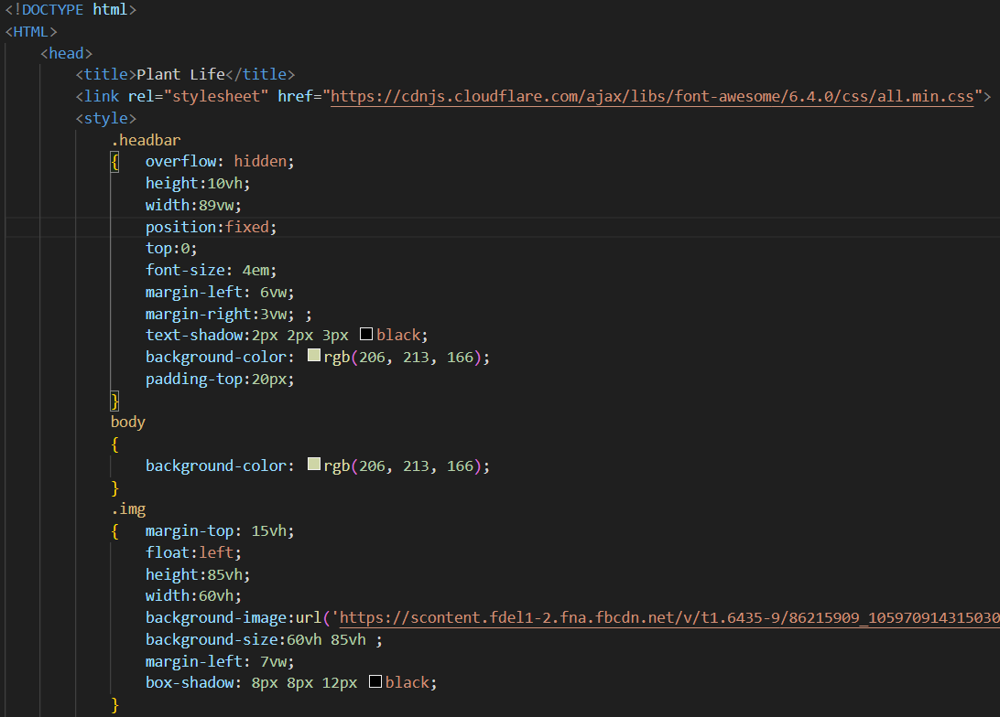 <!DOCTYPE html>
<HTML>
<head>
<title>Plant Life</title>
<link rel="stylesheet" href="https://cdnjs.cloudflare.com/ajax/libs/font-awesome/6.4.0/css/all.min.css">
<style>
.headbar
{ overflow: hidden;
height:10vh;
width:89vw;
position:fixed;
top:0;
font-size: 4em;
margin-left: 6vw;
margin-right:3vw; ;
text-shadow:2px 2px 3px black;
background-color: rgb(206, 213, 166);
padding-top:20px;
}
body
{
background-color: rgb(206, 213, 166);
}
.img
{ margin-top: 15vh;
float:left;
height:85vh;
width:60vh;
background-image:url('https://scontent.fdel1-2.fna.fbcdn.net/v/t1.6435-9/86215909_105970914315030
background-size:60vh 85vh ;
margin-left: 7vw;
box-shadow: 8px 8px 12px black;
}